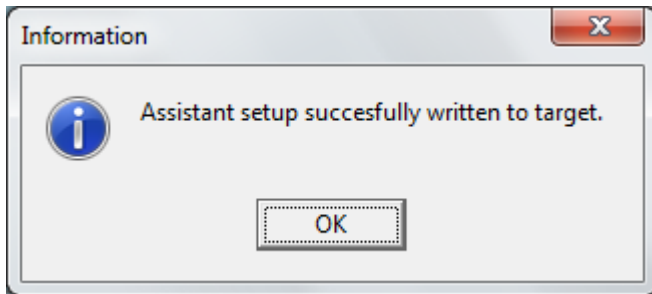 Information
Assistant setup succesfully written to target.
OK